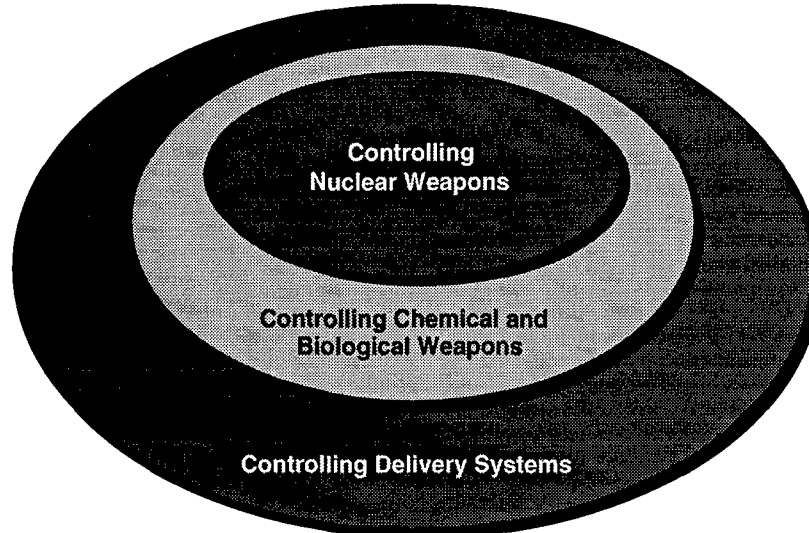 Controlling
Nuclear Weapons
Controlling Chemical and
Biological Weapons
Controlling Delivery Systems